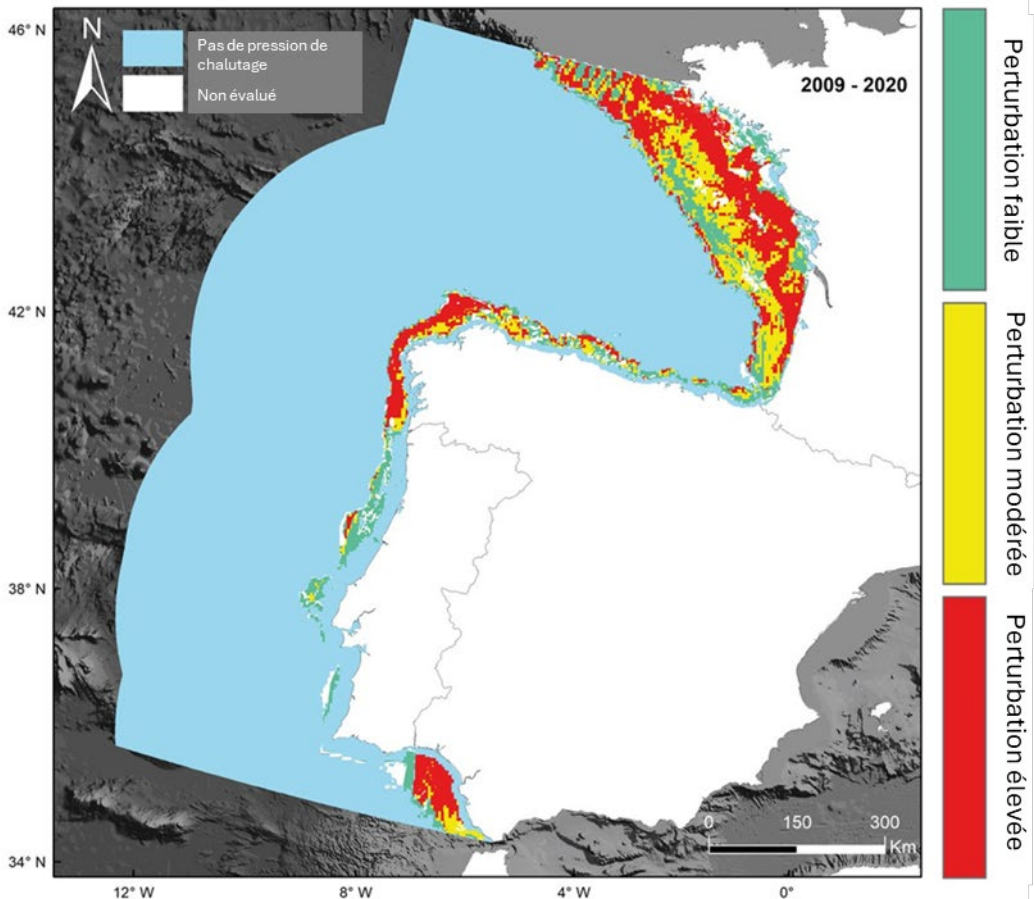 46° N
N
Pas de pression de
chalutage
Non évalué
2009 - 2020
Perturbation faible
42° N
Perturbation modérée
38° N
Perturbation élevée
0 150 300
Km
34° N
12° W 8° W 4° W 0°